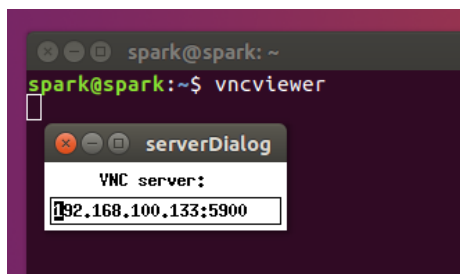 spark@spark: ~
spark@spark:~$ vncviewer
serverDialog
VNC server:
192.168.100.133:5900